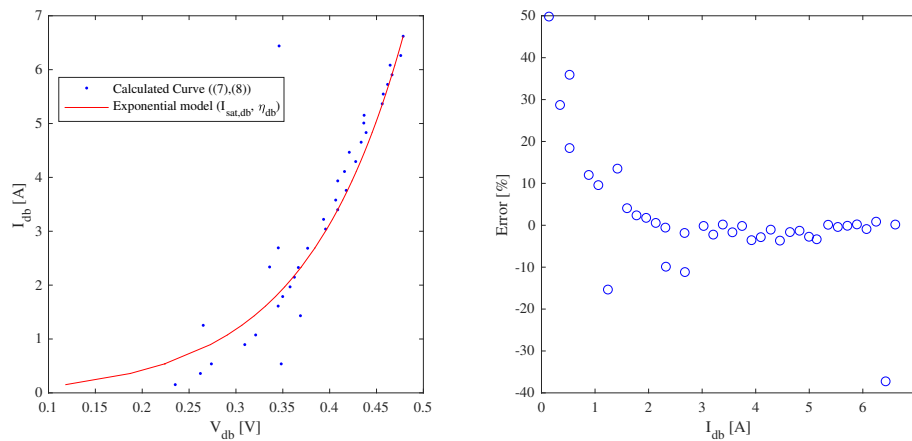 7
6
5
4
3
2
1
0
I_db [A]
Calculated Curve ((7),(8))
Exponential model (I_sat,db, η_db)
0.1 0.15 0.2 0.25 0.3 0.35 0.4 0.45 0.5
V_db [V]
50
40
30
20
10
0
-10
-20
-30
-40
Error [%]
0 1 2 3 4 5 6
I_db [A]